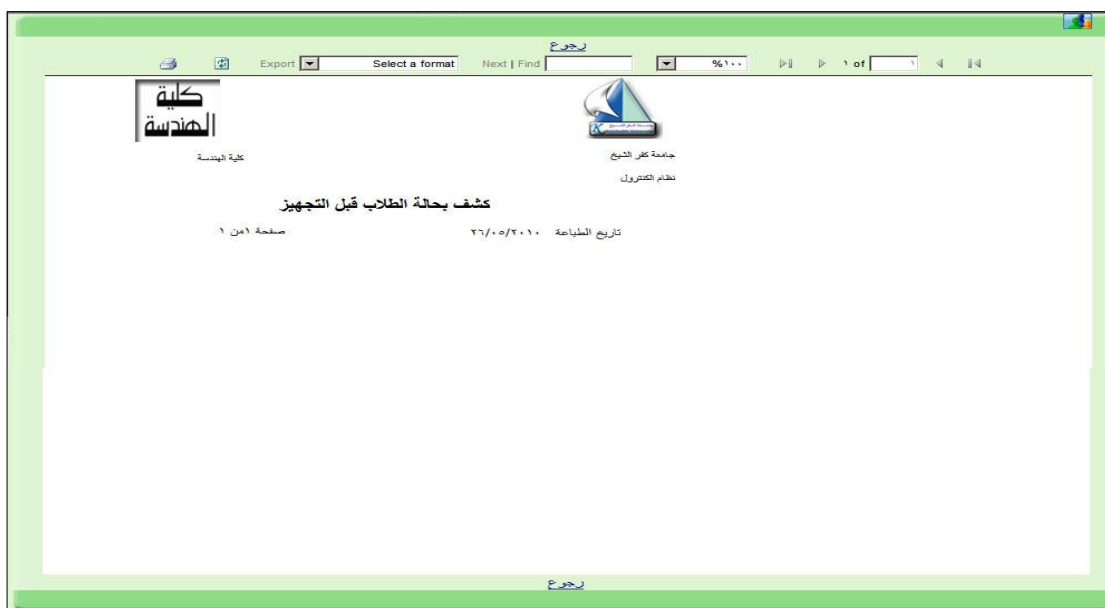 رجوع
١ of ١ %١٠٠ Find | Next Select a format Export
كلية
الهندسة
جامعة كفر الشيخ كلية الهندسة
نظام الكنترول
كشف بحالة الطلاب قبل التجهيز
تاريخ الطباعة ٢٦/٠٥/٢٠١٠ صفحة ١من ١
رجوع